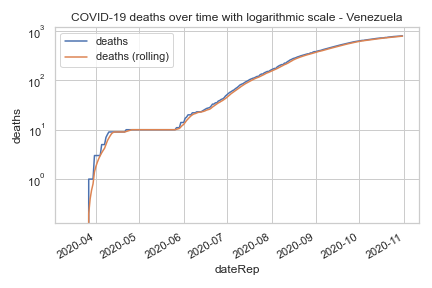 COVID-19 deaths over time with logarithmic scale - Venezuela
deaths
deaths (rolling)
10³
10²
10¹
10⁰
deaths
2020-04
2020-05
2020-06
2020-07
2020-08
2020-09
2020-10
2020-11
dateRep